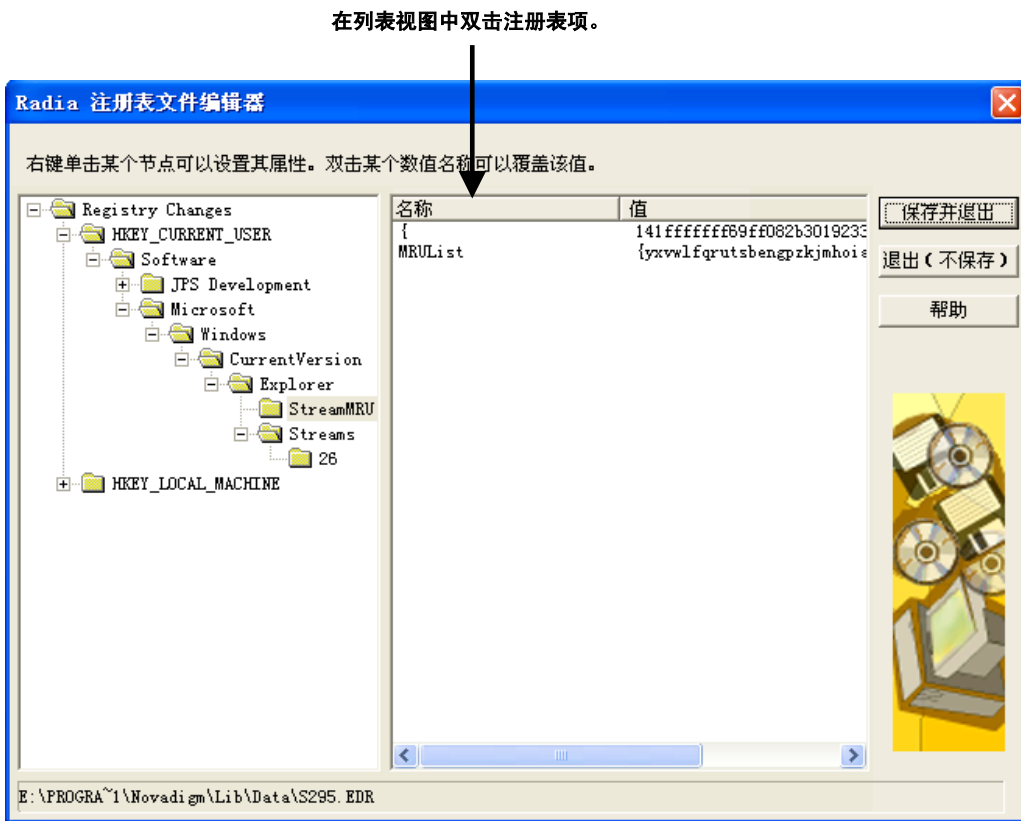 在列表视图中双击注册表项。
Radia 注册表文件编辑器
右键单击某个节点可以设置其属性。双击某个数值名称可以覆盖该值。
Registry Changes
HKEY_CURRENT_USER
Software
JPS Development
Microsoft
Windows
CurrentVersion
Explorer
StreamMRU
Streams
26
HKEY_LOCAL_MACHINE
名称 值
{ 141fffffff69ff082b3019233
MRUList {yxvwlfqrutsbengpzkjmhois
保存并退出
退出(不保存)
帮助
E:\PROGRA~1\Novadigm\Lib\Data\S295.EDR